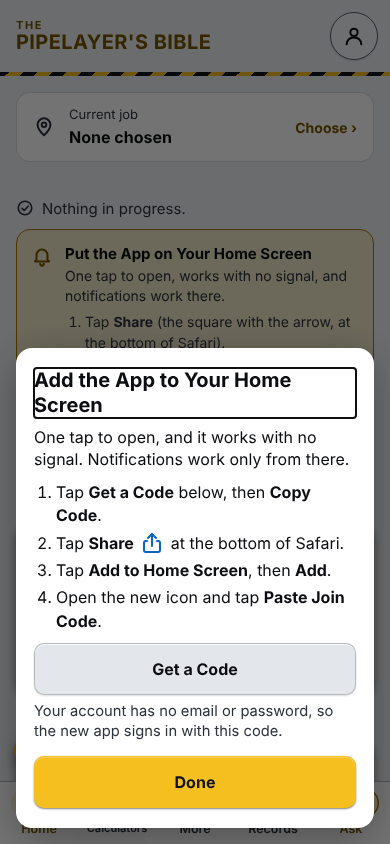 THE
PIPELAYER'S BIBLE
Current job
None chosen
Choose ›
Nothing in progress.
Put the App on Your Home Screen
One tap to open, works with no signal, and
notifications work there.
1. Tap Share (the square with the arrow, at
the bottom of Safari).
Add the App to Your Home
Screen
One tap to open, and it works with no
signal. Notifications work only from there.
1. Tap Get a Code below, then Copy
Code.
2. Tap Share at the bottom of Safari.
3. Tap Add to Home Screen, then Add.
4. Open the new icon and tap Paste Join
Code.
Get a Code
Your account has no email or password, so
the new app signs in with this code.
Done
Home Calculators More Records Ask